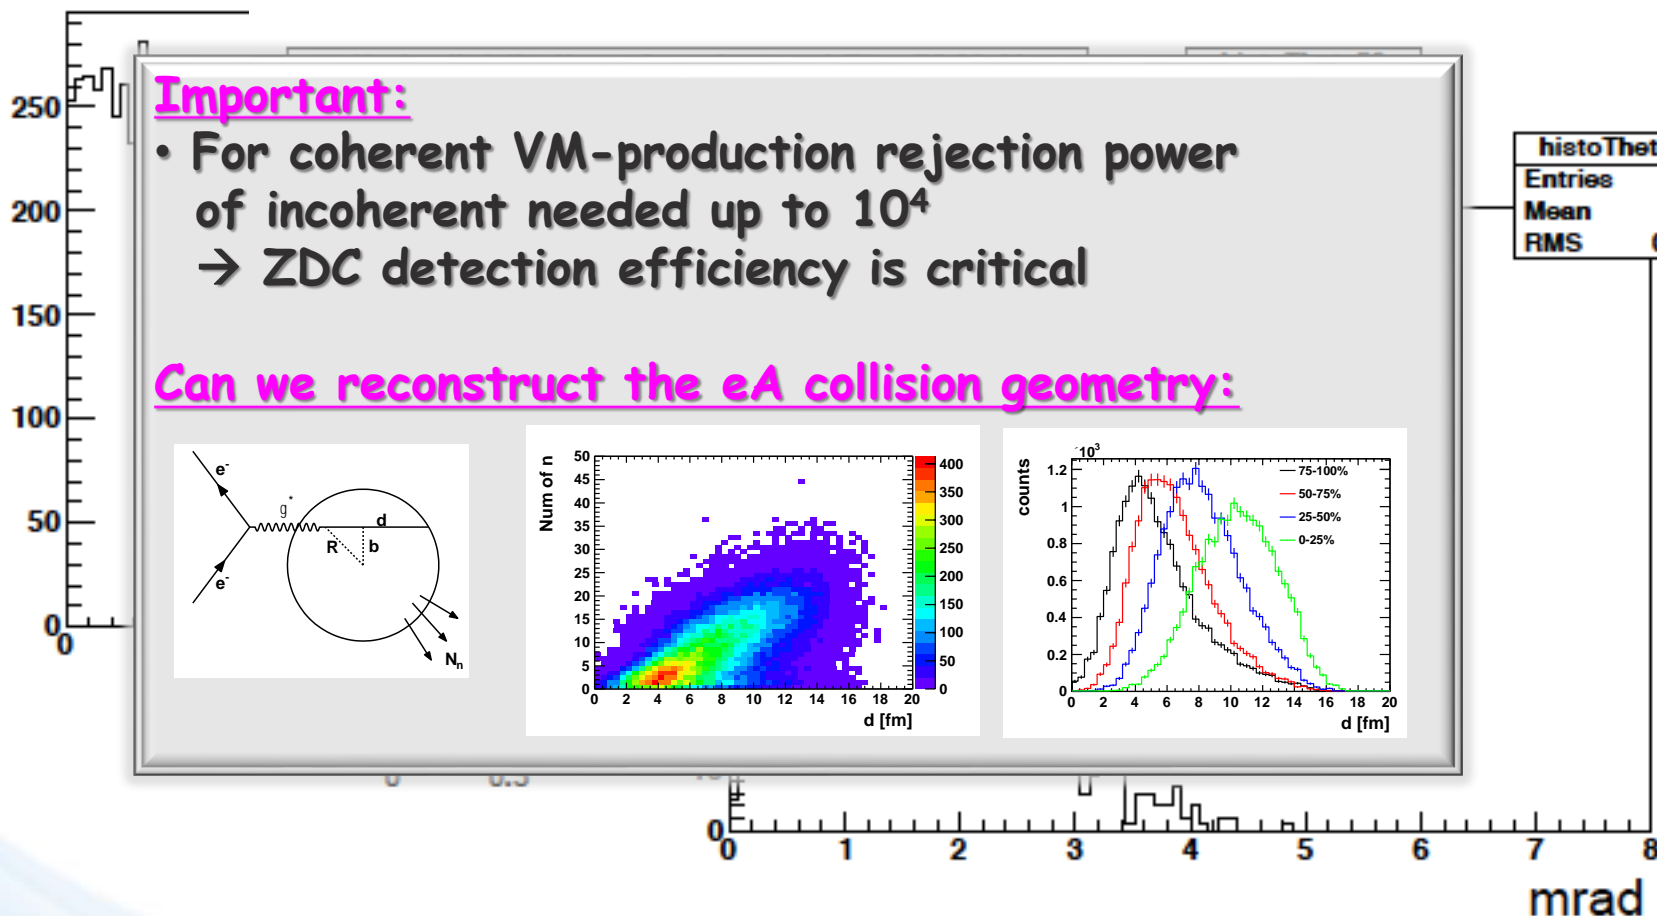 Important:
• For coherent VM-production rejection power
of incoherent needed up to 10⁴
→ ZDC detection efficiency is critical
Can we reconstruct the eA collision geometry:
e-
g*
d
R
b
e-
Nn
Num of n
50
45
40
35
30
25
20
15
10
5
0
0 2 4 6 8 10 12 14 16 18 20
d [fm]
400
350
300
250
200
150
100
50
0
×10³
counts
1.2
1
0.8
0.6
0.4
0.2
0
0 2 4 6 8 10 12 14 16 18 20
d [fm]
75-100%
50-75%
25-50%
0-25%
250
200
150
100
50
0
0
histoThet
Entries
Mean
RMS 0
0
0 1 2 3 4 5 6 7 8
mrad